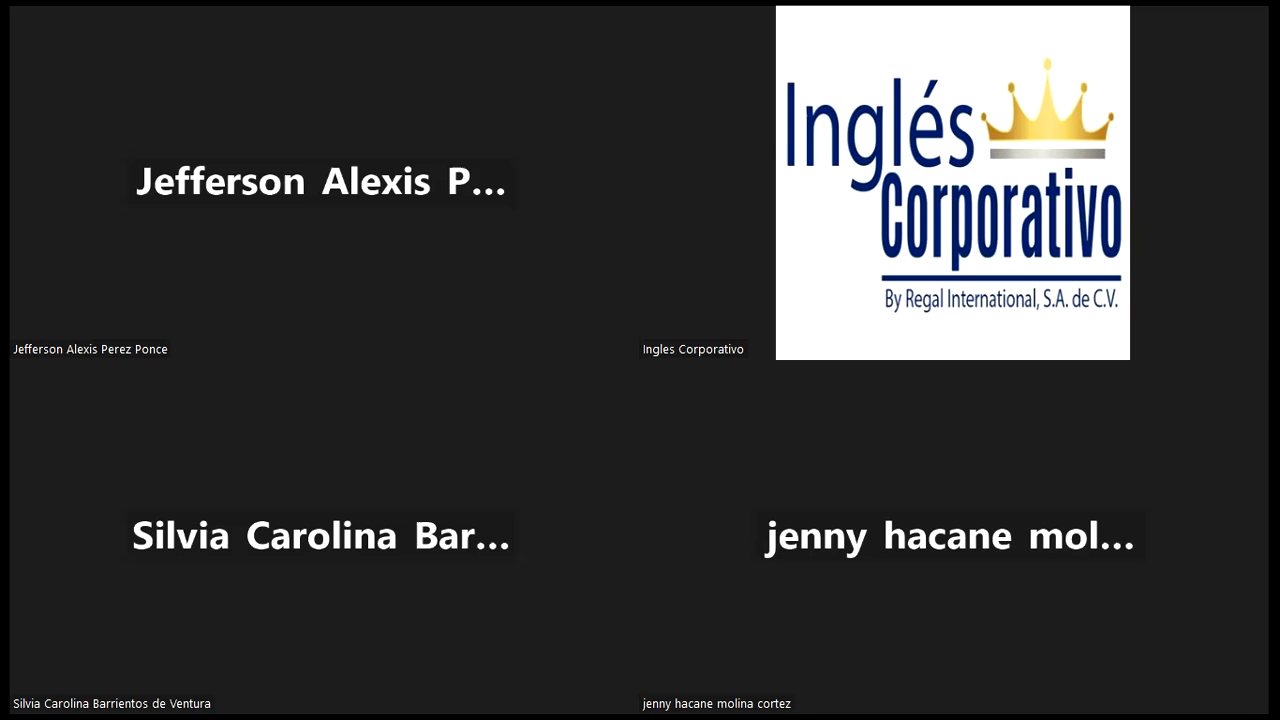 Jefferson Alexis P...
Jefferson Alexis Perez Ponce
Inglés
Corporativo
By Regal International, S.A. de C.V.
Ingles Corporativo
Silvia Carolina Bar...
Silvia Carolina Barrientos de Ventura
jenny hacane mol...
jenny hacane molina cortez